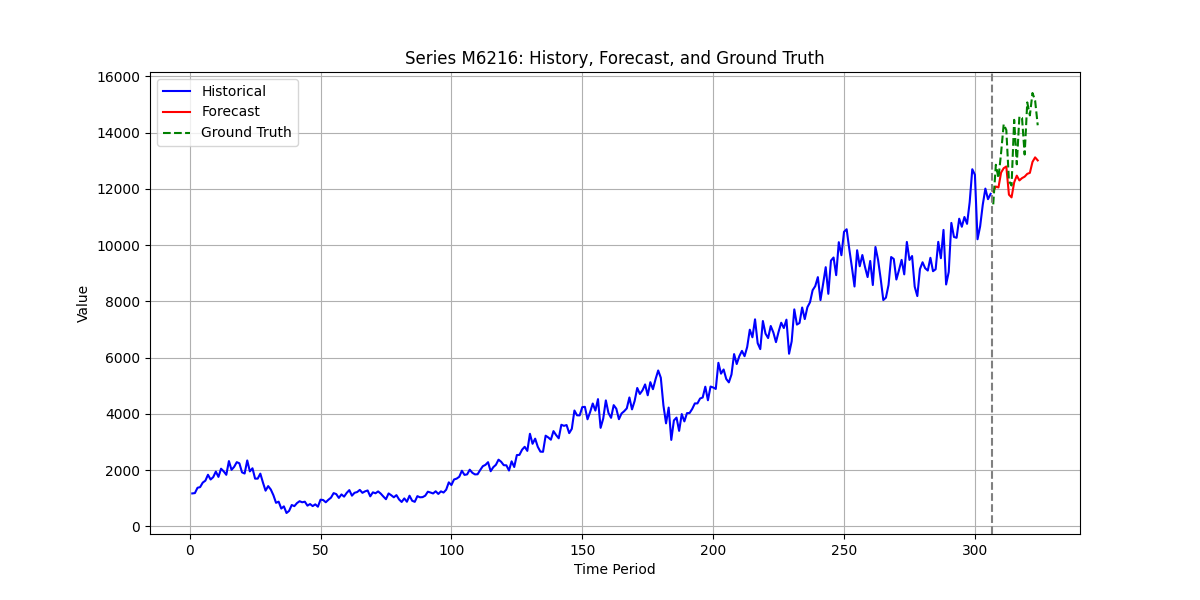 Series M6216: History, Forecast, and Ground Truth
Historical
Forecast
Ground Truth
Value
16000
14000
12000
10000
8000
6000
4000
2000
0
0 50 100 150 200 250 300
Time Period